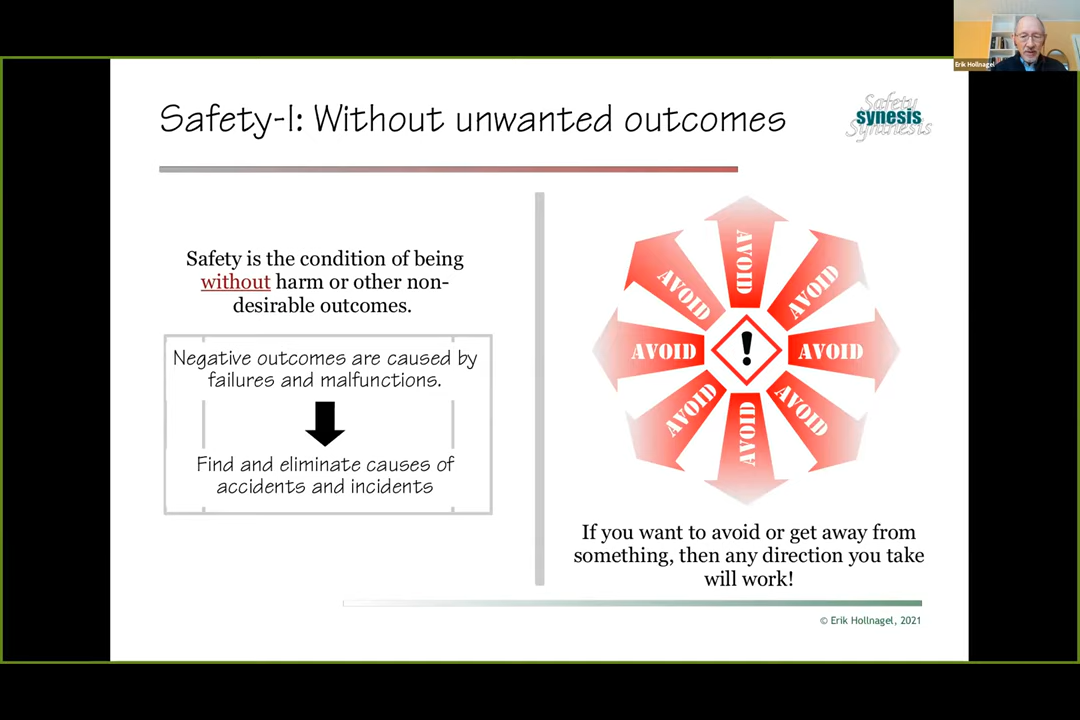 Erik Hollnagel
Safety-I: Without unwanted outcomes
Safety
synesis
Synthesis
Safety is the condition of being
without harm or other non-
desirable outcomes.
Negative outcomes are caused by
failures and malfunctions.
Find and eliminate causes of
accidents and incidents
AVOID
AVOID
AVOID
AVOID
!
AVOID
AVOID
AVOID
AVOID
If you want to avoid or get away from
something, then any direction you take
will work!
© Erik Hollnagel, 2021